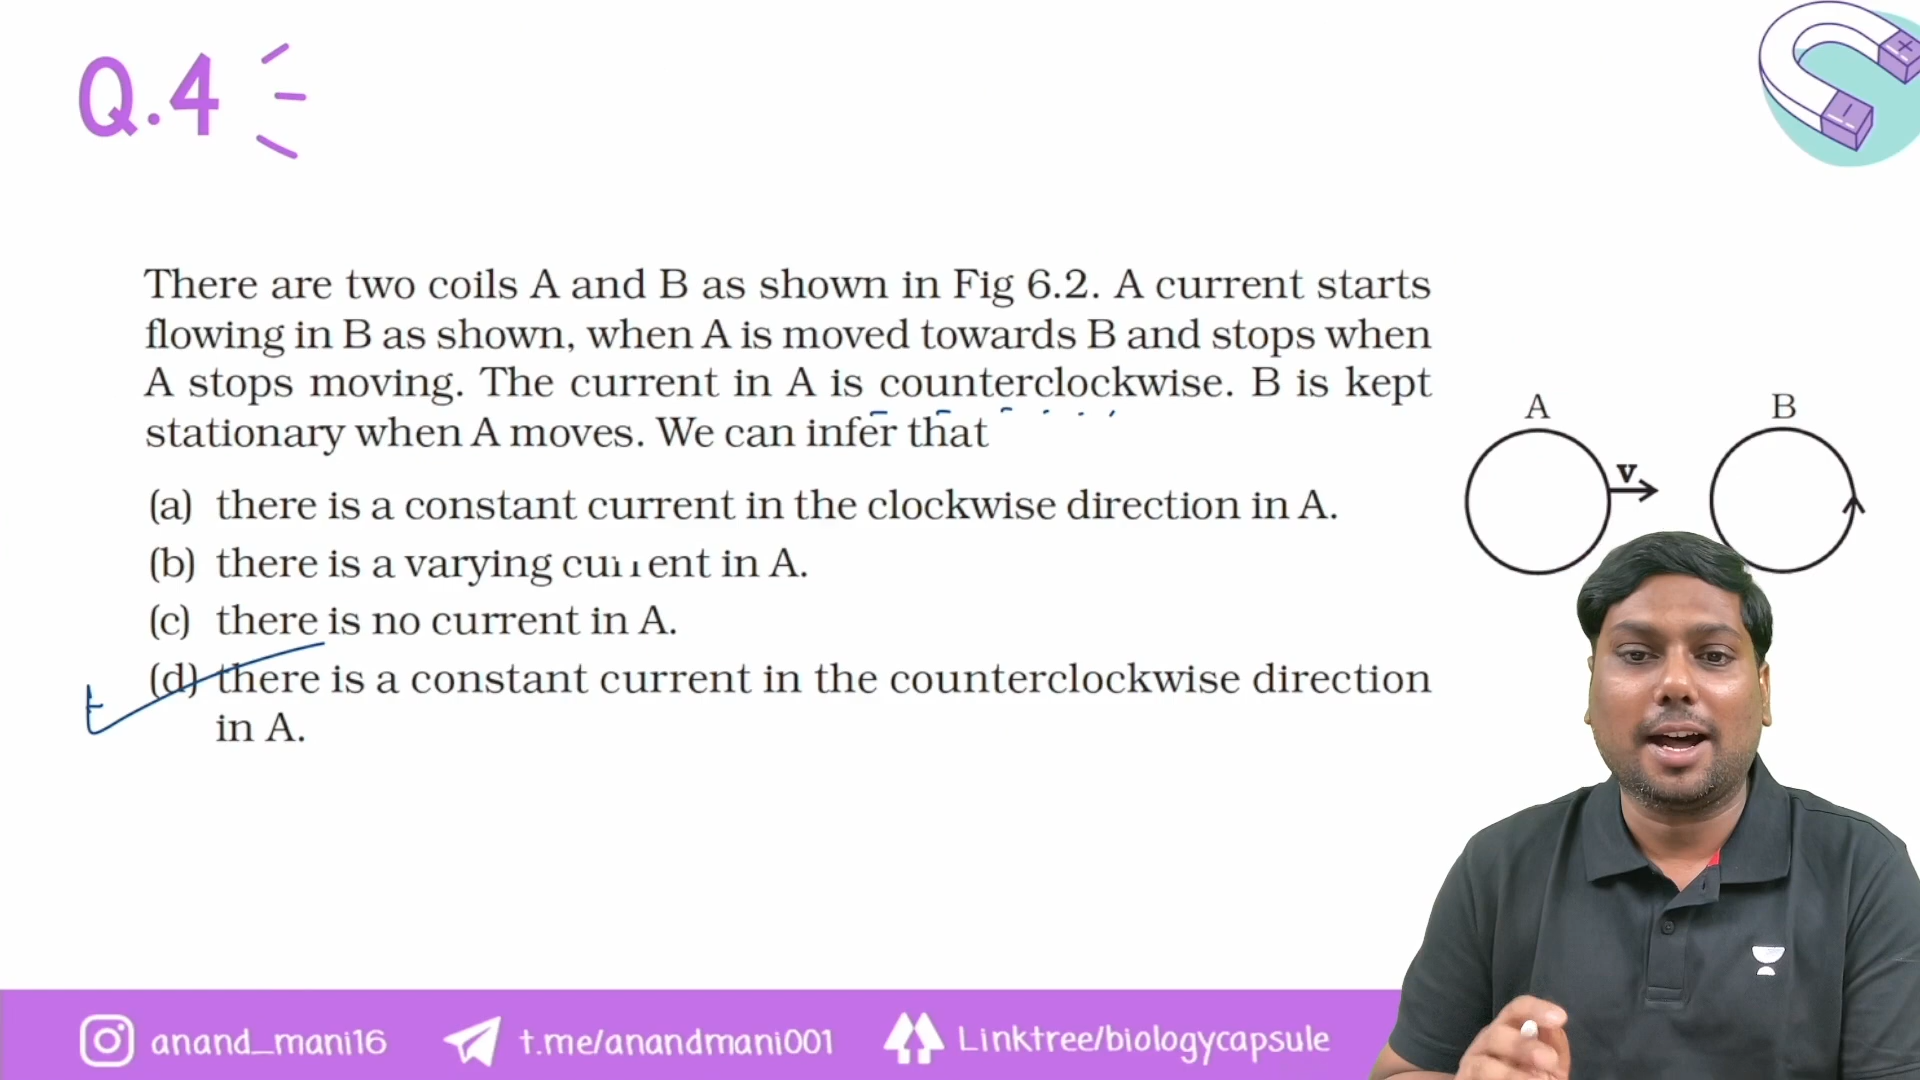 Q.4
There are two coils A and B as shown in Fig 6.2. A current starts
flowing in B as shown, when A is moved towards B and stops when
A stops moving. The current in A is counterclockwise. B is kept
stationary when A moves. We can infer that
A
B
v
(a) there is a constant current in the clockwise direction in A.
(b) there is a varying current in A.
(c) there is no current in A.
(d) there is a constant current in the counterclockwise direction
in A.
anand_mani16
t.me/anandmani001
Linktree/biologycapsule